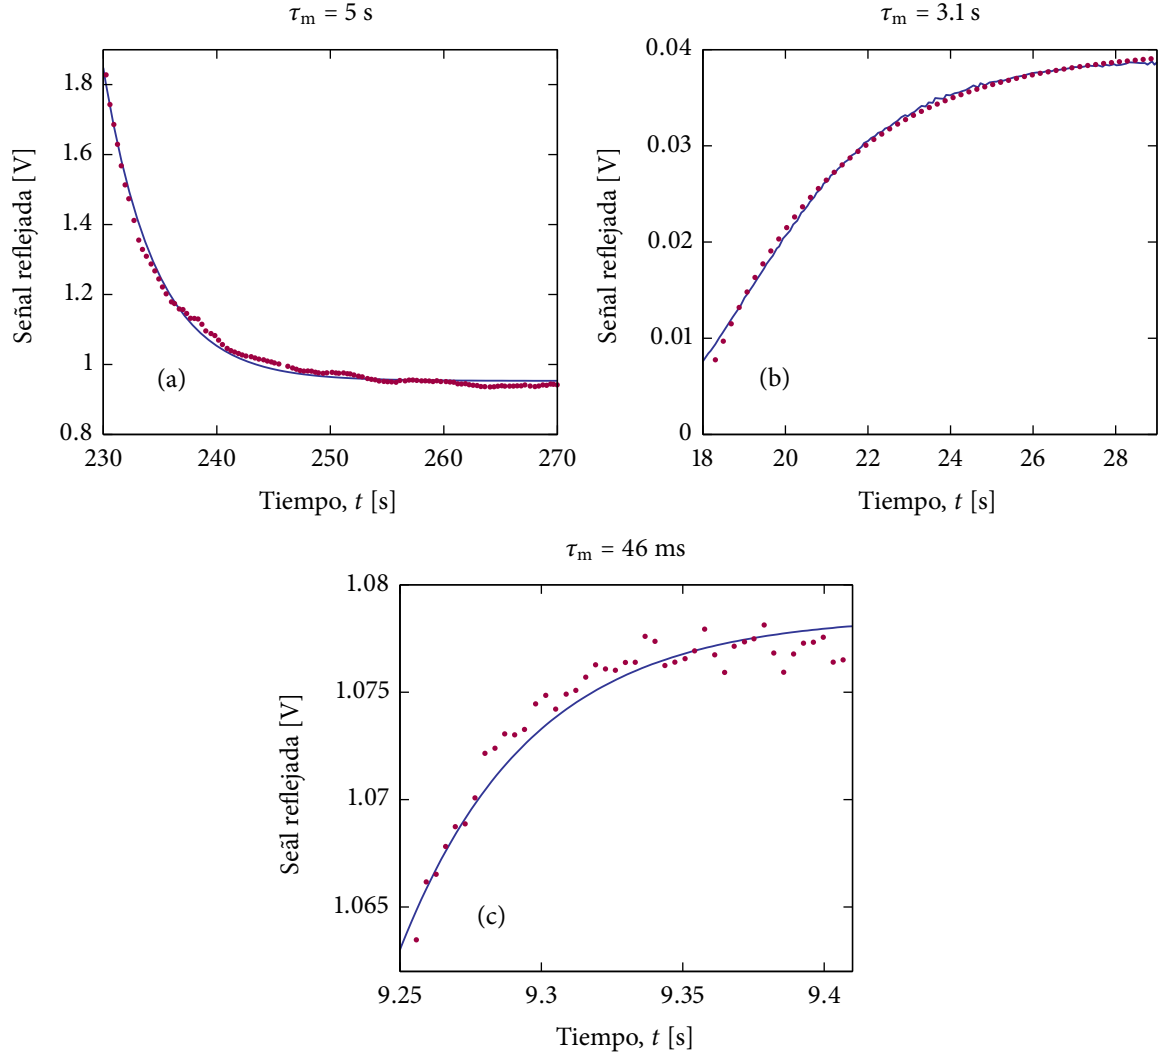 τm = 5 s
τm = 3.1 s
Señal reflejada [V]
1.8
1.6
1.4
1.2
1
0.8
(a)
230
240
250
260
270
Tiempo, t [s]
Señal reflejada [V]
0.04
0.03
0.02
0.01
0
(b)
18
20
22
24
26
28
Tiempo, t [s]
τm = 46 ms
Seãl reflejada [V]
1.08
1.075
1.07
1.065
(c)
9.25
9.3
9.35
9.4
Tiempo, t [s]